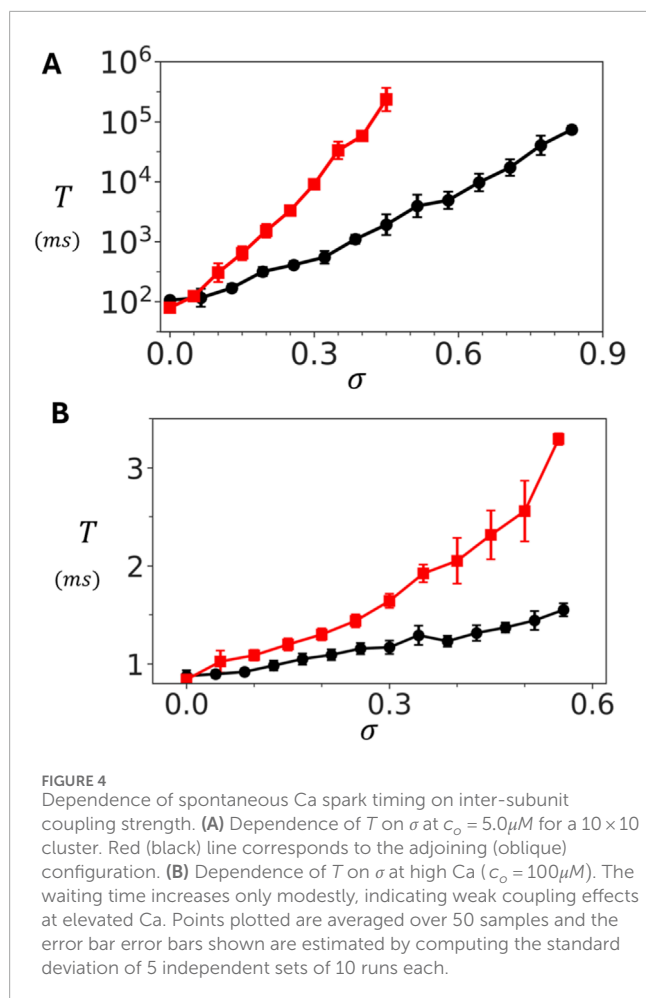 A
10⁶
10⁵
10⁴
10³
10²
T
(ms)
0.0
0.3
0.6
0.9
σ
B
3
2
1
T
(ms)
0.0
0.3
0.6
σ
FIGURE 4
Dependence of spontaneous Ca spark timing on inter-subunit
coupling strength. (A) Dependence of T on σ at cₒ = 5.0μM for a 10 × 10
cluster. Red (black) line corresponds to the adjoining (oblique)
configuration. (B) Dependence of T on σ at high Ca (cₒ = 100μM). The
waiting time increases only modestly, indicating weak coupling effects
at elevated Ca. Points plotted are averaged over 50 samples and the
error bar error bars shown are estimated by computing the standard
deviation of 5 independent sets of 10 runs each.